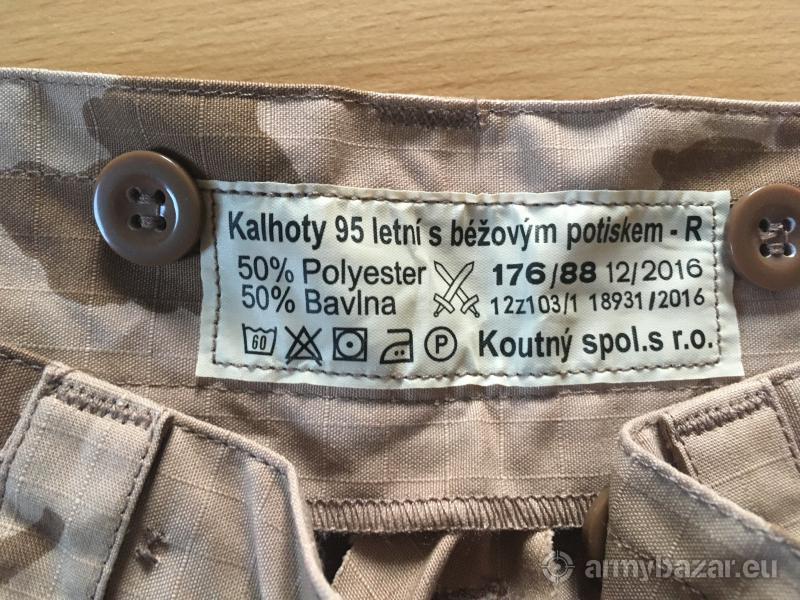 Kalhoty 95 letní s béžovým potiskem - R
50% Polyester 176/88 12/2016
50% Bavlna 12z103/1 18931/2016
60 P Koutný spol.s r.o.
armybazar.eu